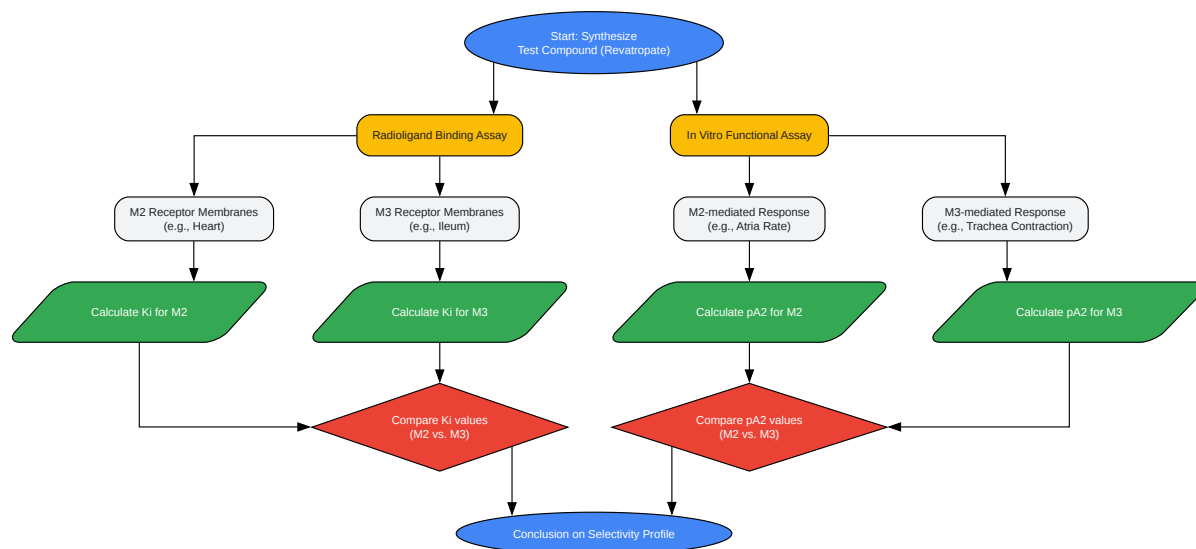 Start: Synthesize
Test Compound (Revatropate)
Radioligand Binding Assay
In Vitro Functional Assay
M2 Receptor Membranes
(e.g., Heart)
M3 Receptor Membranes
(e.g., Ileum)
M2-mediated Response
(e.g., Atria Rate)
M3-mediated Response
(e.g., Trachea Contraction)
Calculate Ki for M2
Calculate Ki for M3
Calculate pA2 for M2
Calculate pA2 for M3
Compare Ki values
(M2 vs. M3)
Compare pA2 values
(M2 vs. M3)
Conclusion on Selectivity Profile